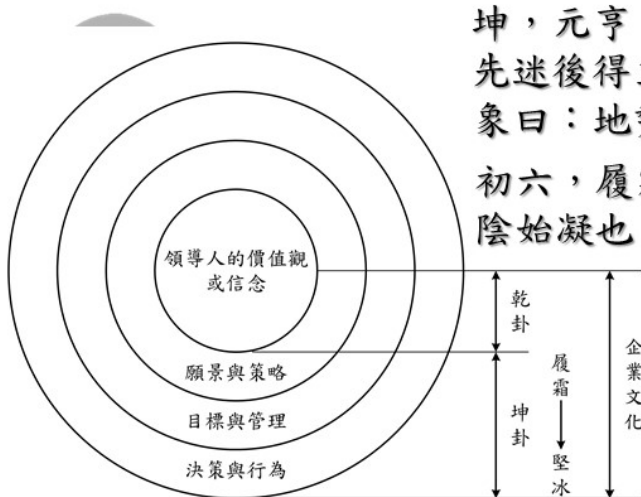 坤，元亨
先迷後得
象曰：地
初六，履
陰始凝也
領導人的價值觀
或信念
願景與策略
目標與管理
決策與行為
乾卦
坤卦
履霜
堅冰
企業文化